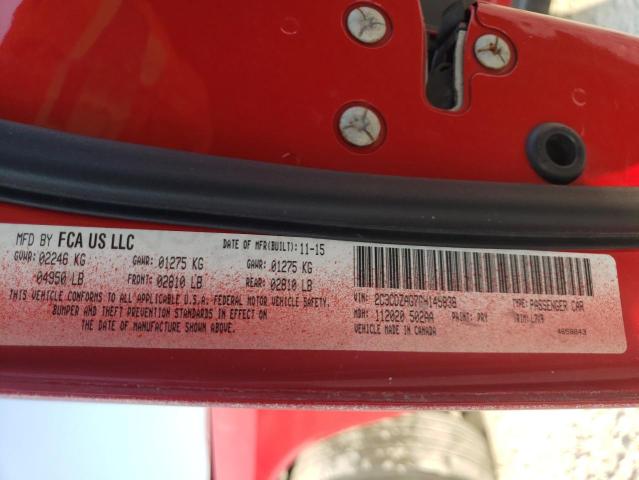 MFD BY FCA US LLC
DATE OF MFR(BUILT): 11-15
GVWR: 02246 KG GAWR: 01275 KG GAWR: 01275 KG
04950 LB FRONT: 02810 LB REAR: 02810 LB
THIS VEHICLE CONFORMS TO ALL APPLICABLE U.S.A. FEDERAL MOTOR VEHICLE SAFETY,
BUMPER AND THEFT PREVENTION STANDARDS IN EFFECT ON
THE DATE OF MANUFACTURE SHOWN ABOVE.
VIN: 2C3CDZAG7GH145838 TYPE: PASSENGER CAR
MDH: 112020 502AA PAINT: PRY TRIM:
VEHICLE MADE IN CANADA